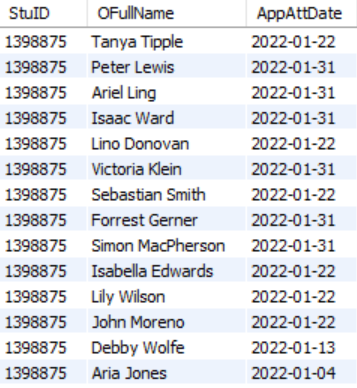 StuID OFullName AppAttDate
1398875 Tanya Tipple 2022-01-22
1398875 Peter Lewis 2022-01-31
1398875 Ariel Ling 2022-01-31
1398875 Isaac Ward 2022-01-31
1398875 Lino Donovan 2022-01-22
1398875 Victoria Klein 2022-01-31
1398875 Sebastian Smith 2022-01-22
1398875 Forrest Gerner 2022-01-31
1398875 Simon MacPherson 2022-01-31
1398875 Isabella Edwards 2022-01-22
1398875 Lily Wilson 2022-01-22
1398875 John Moreno 2022-01-22
1398875 Debby Wolfe 2022-01-13
1398875 Aria Jones 2022-01-04